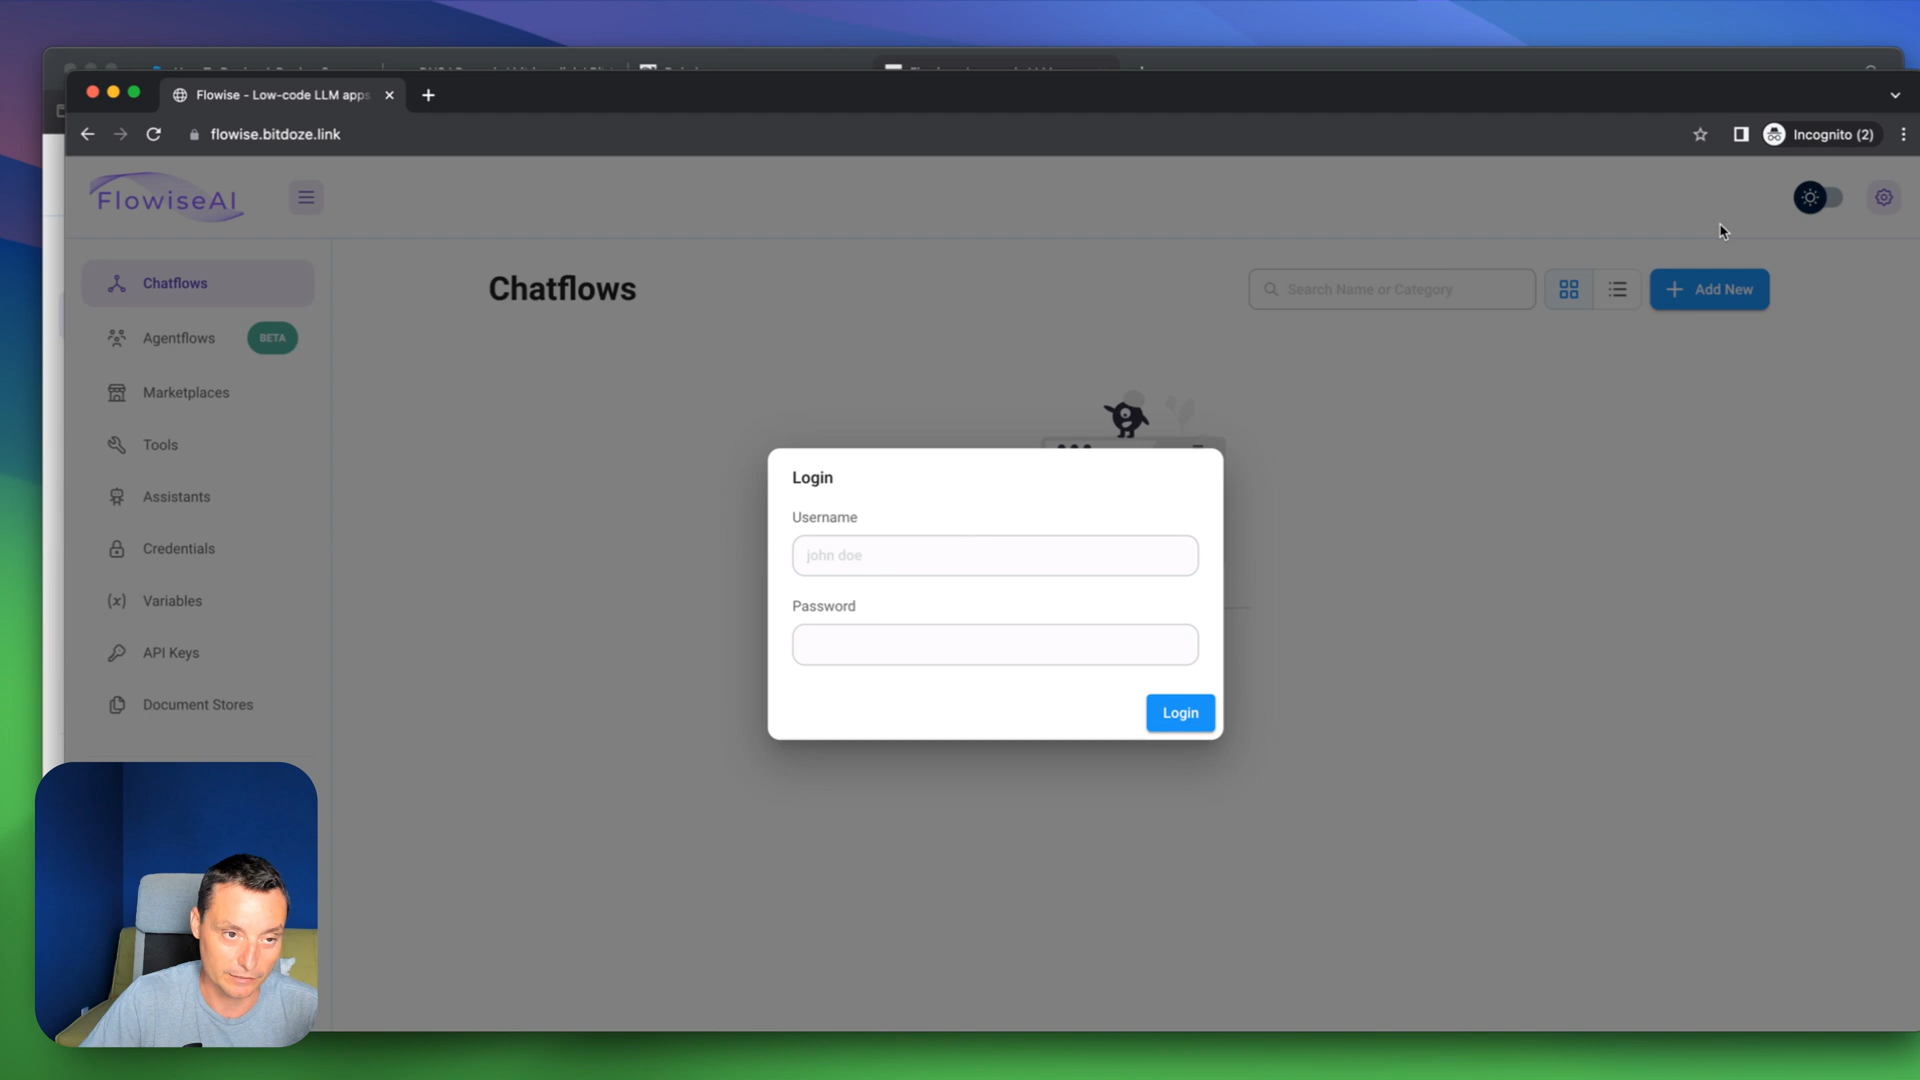 Flowise - Low-code LLM apps
flowise.bitdoze.link
Incognito (2)
FlowiseAI
Chatflows
Agentflows BETA
Marketplaces
Tools
Assistants
Credentials
Variables
API Keys
Document Stores
Chatflows
Search Name or Category
Add New
Login
Username
john doe
Password
Login